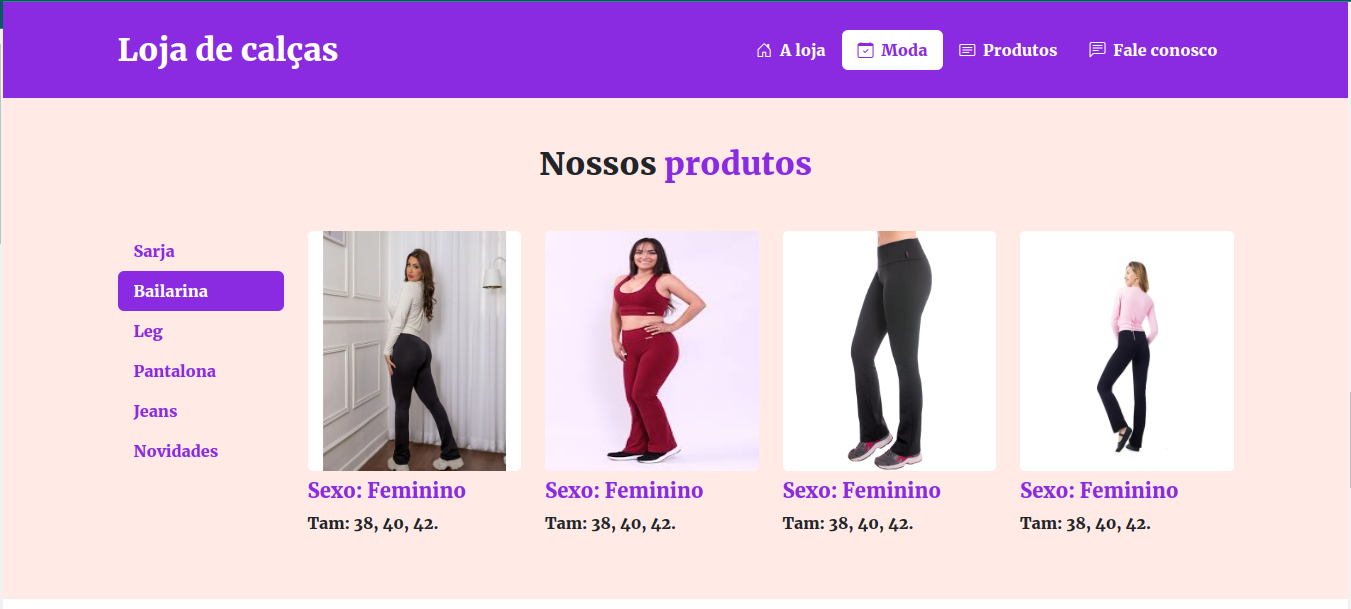 Loja de calças
A loja
Moda
Produtos
Fale conosco
Nossos produtos
Sarja
Bailarina
Leg
Pantalona
Jeans
Novidades
Sexo: Feminino
Tam: 38, 40, 42.
Sexo: Feminino
Tam: 38, 40, 42.
Sexo: Feminino
Tam: 38, 40, 42.
Sexo: Feminino
Tam: 38, 40, 42.